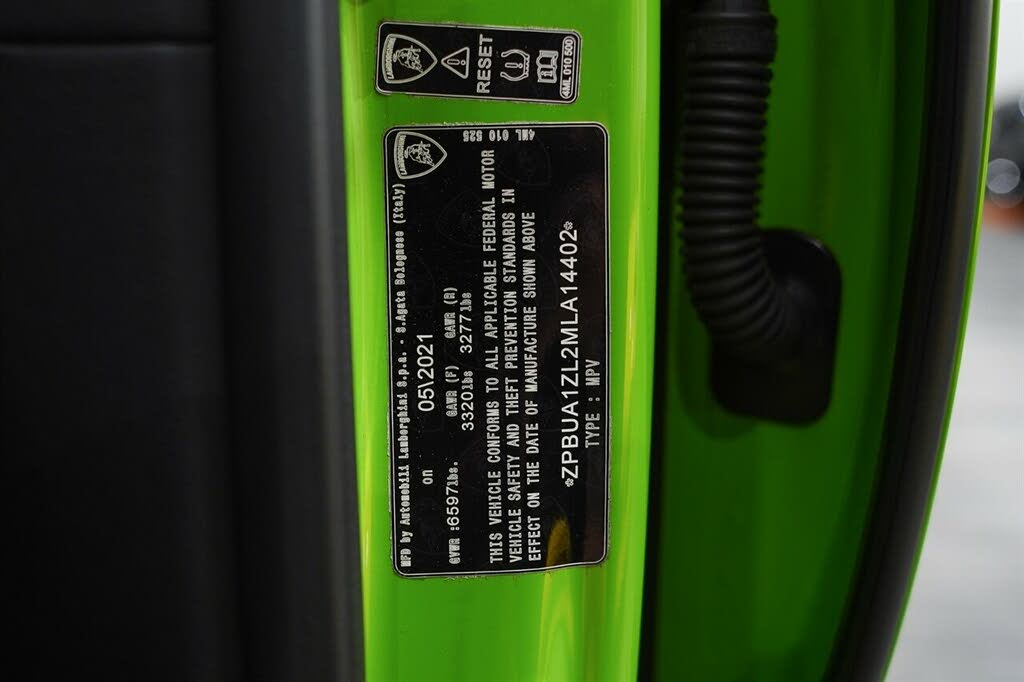 LAMBORGHINI
RESET
4ML 010 500
LAMBORGHINI
4ML 010 525
MFD by Automobili Lamborghini S.p.a. - S.Agata Bolognese (Italy)
on 05\2021
GAWR (F) GAWR (R)
GVWR :6597lbs. 3320lbs 3277lbs
THIS VEHICLE CONFORMS TO ALL APPLICABLE FEDERAL MOTOR
VEHICLE SAFETY AND THEFT PREVENTION STANDARDS IN
EFFECT ON THE DATE OF MANUFACTURE SHOWN ABOVE
*ZPBUA1ZL2MLA14402*
TYPE : MPV